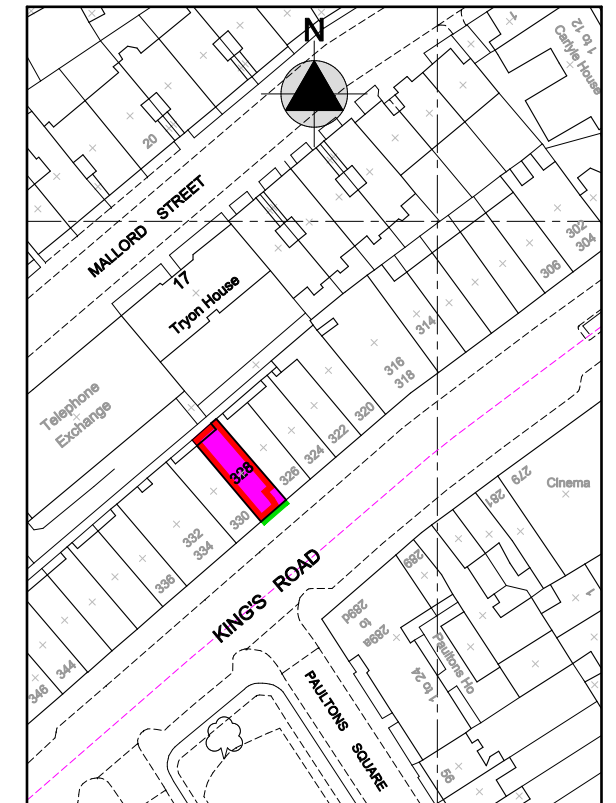 N
1
1 to 12
Carlyle House
20
MALLORD STREET
302
304
306
17
Tryon House
314
316
318
Telephone
Exchange
320
322
324
326
328
330
332
334
336
344
346
KING'S ROAD
Cinema
279
281
289
289a
to
289d
Paultons Ho
1 to 24
1
PAULTONS SQUARE